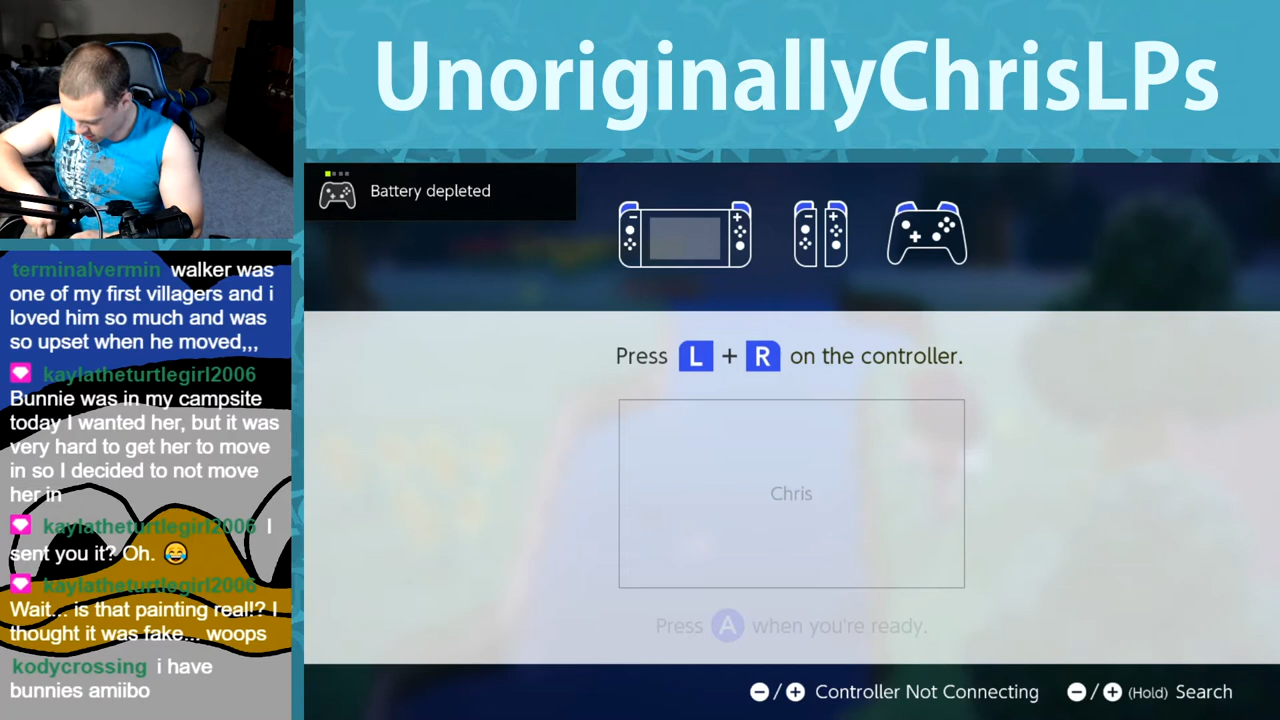 UnoriginallyChrisLPs
Battery depleted
Press L + R on the controller.
Chris
Press A when you're ready.
−/+ Controller Not Connecting −/+ (Hold) Search
terminalvermin walker was
one of my first villagers and i
loved him so much and was
so upset when he moved,,,
kaylatheturtlegirl2006
Bunnie was in my campsite
today I wanted her, but it was
very hard to get her to move
in so I decided to not move
her in
kaylatheturtlegirl2006 I
sent you it? Oh. 😂
kaylatheturtlegirl2006
Wait... is that painting real!? I
thought it was fake... woops
kodycrossing i have
bunnies amiibo